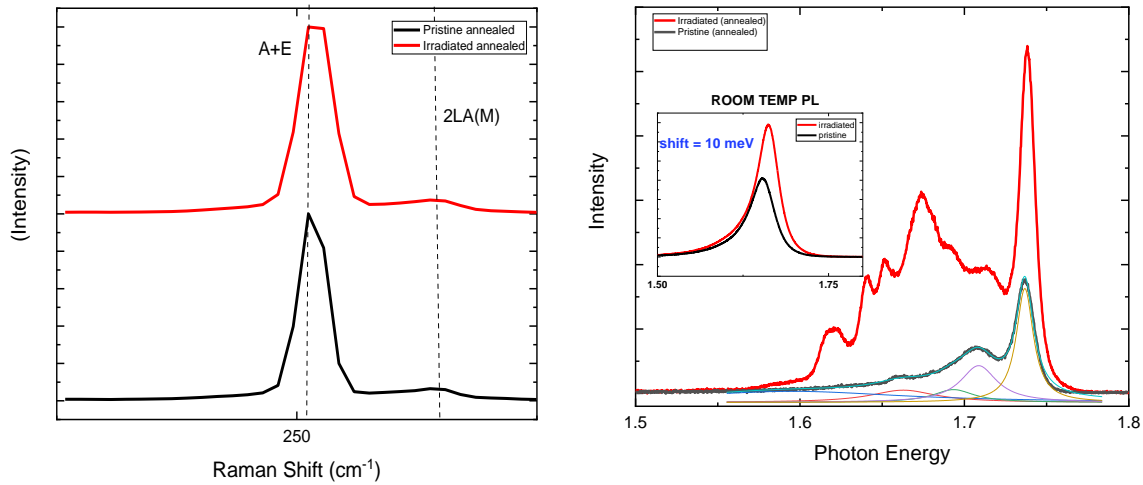 Pristine annealed
Irradiated annealed
A+E
2LA(M)
(Intensity)
250
Raman Shift (cm-1)
Irradiated (annealed)
Pristine (annealed)
ROOM TEMP PL
irradiated
pristine
shift = 10 meV
1.50
1.75
Intensity
1.5
1.6
1.7
1.8
Photon Energy